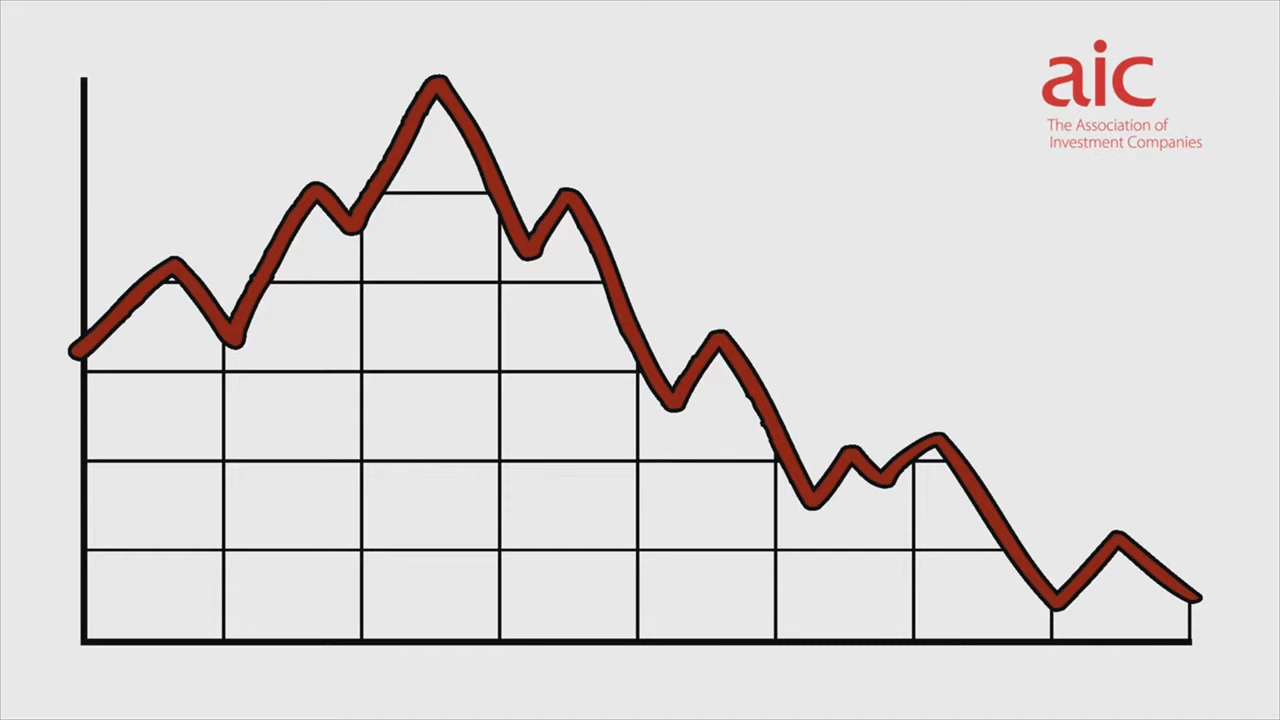 aic
The Association of
Investment Companies